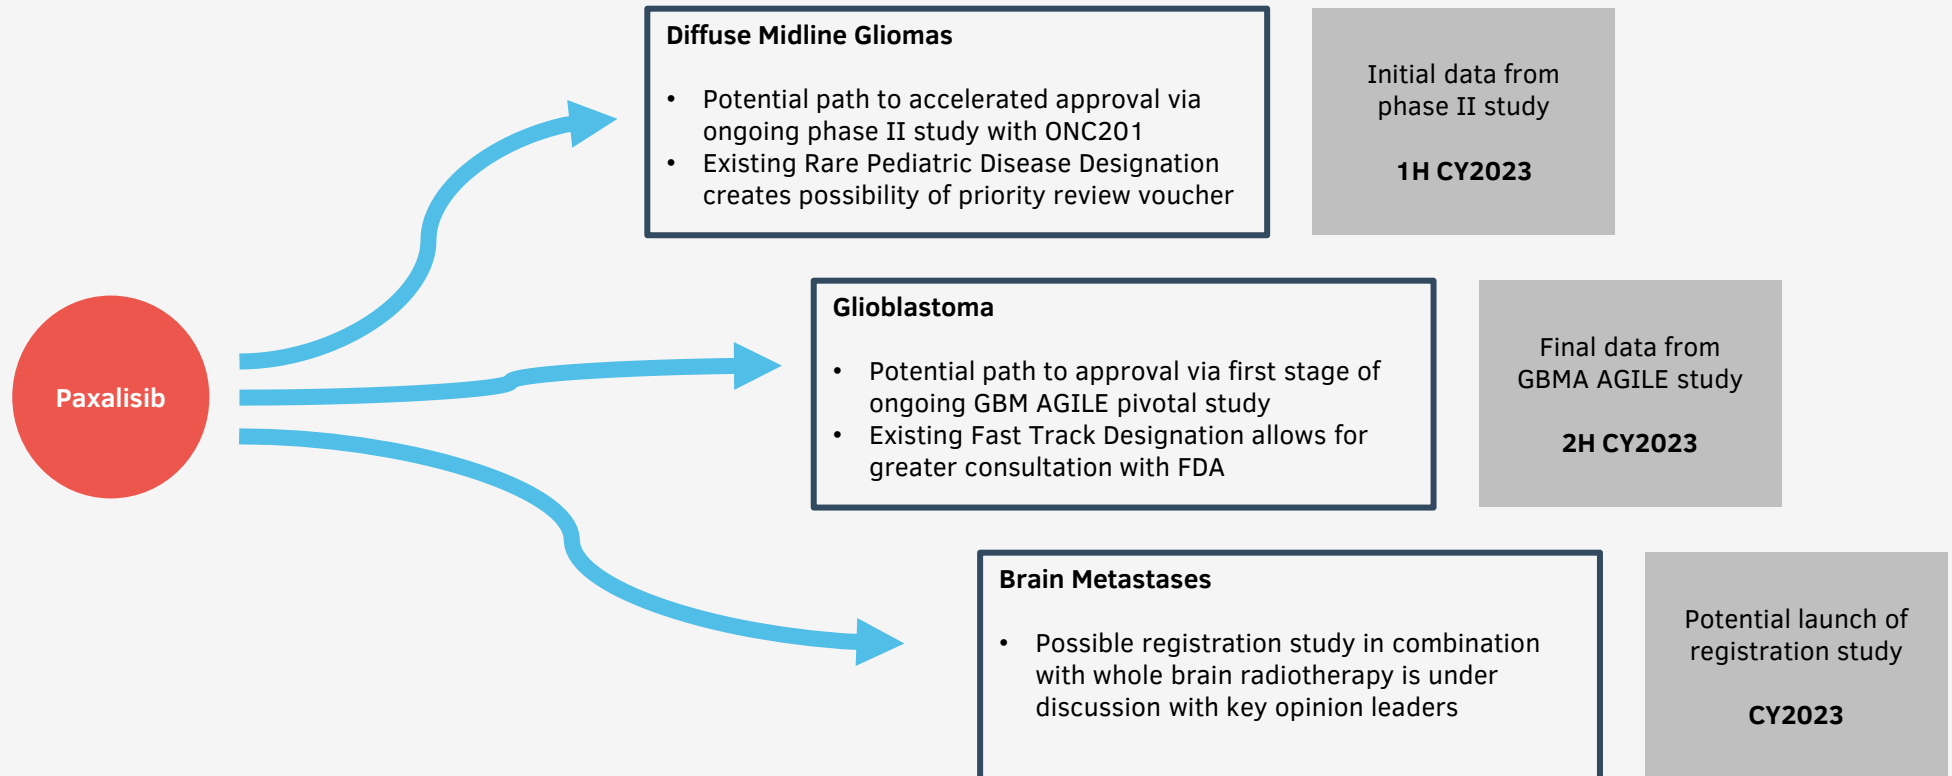 Paxalisib
Diffuse Midline Gliomas
• Potential path to accelerated approval via
ongoing phase II study with ONC201
• Existing Rare Pediatric Disease Designation
creates possibility of priority review voucher
Initial data from
phase II study
1H CY2023
Glioblastoma
• Potential path to approval via first stage of
ongoing GBM AGILE pivotal study
• Existing Fast Track Designation allows for
greater consultation with FDA
Final data from
GBMA AGILE study
2H CY2023
Brain Metastases
• Possible registration study in combination
with whole brain radiotherapy is under
discussion with key opinion leaders
Potential launch of
registration study
CY2023